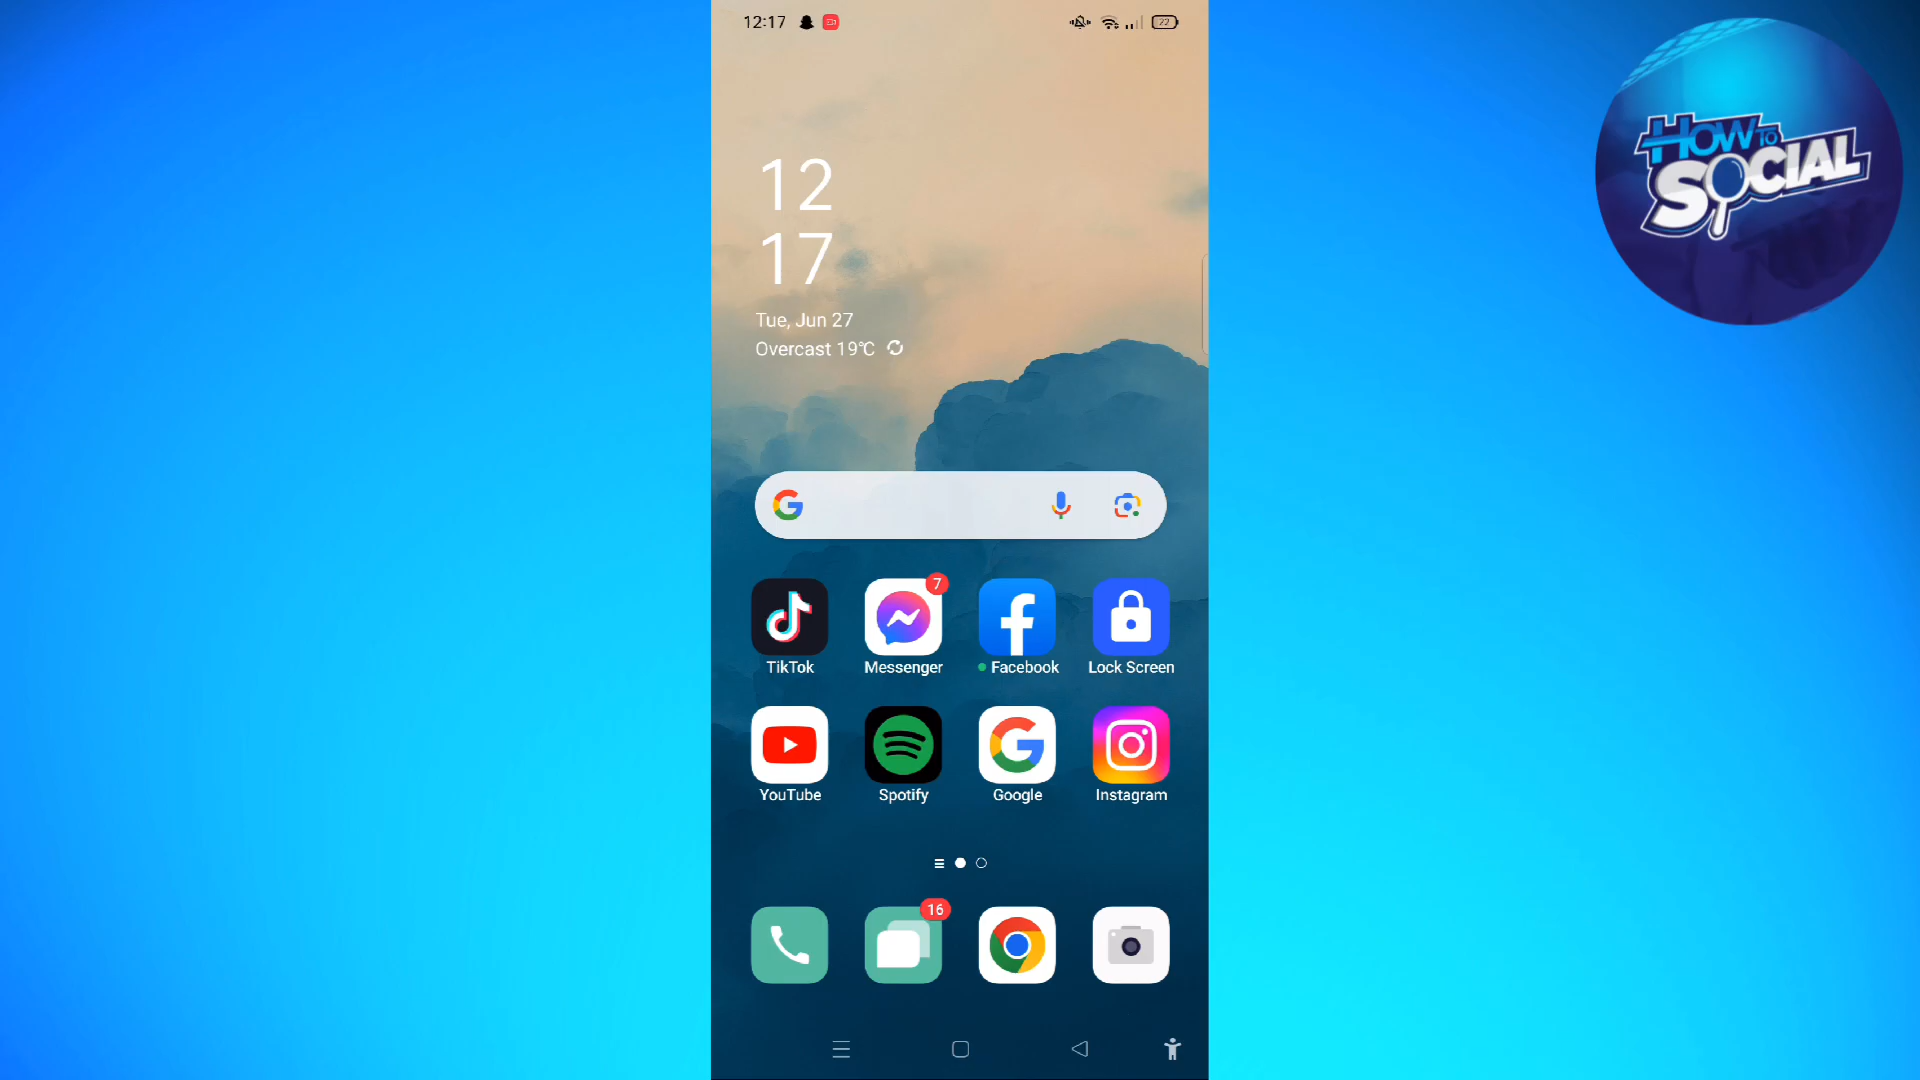 12:17
22
HOW TO
SOCIAL
12
17
Tue, Jun 27
Overcast 19°C
7
TikTok
Messenger
Facebook
Lock Screen
YouTube
Spotify
Google
Instagram
16